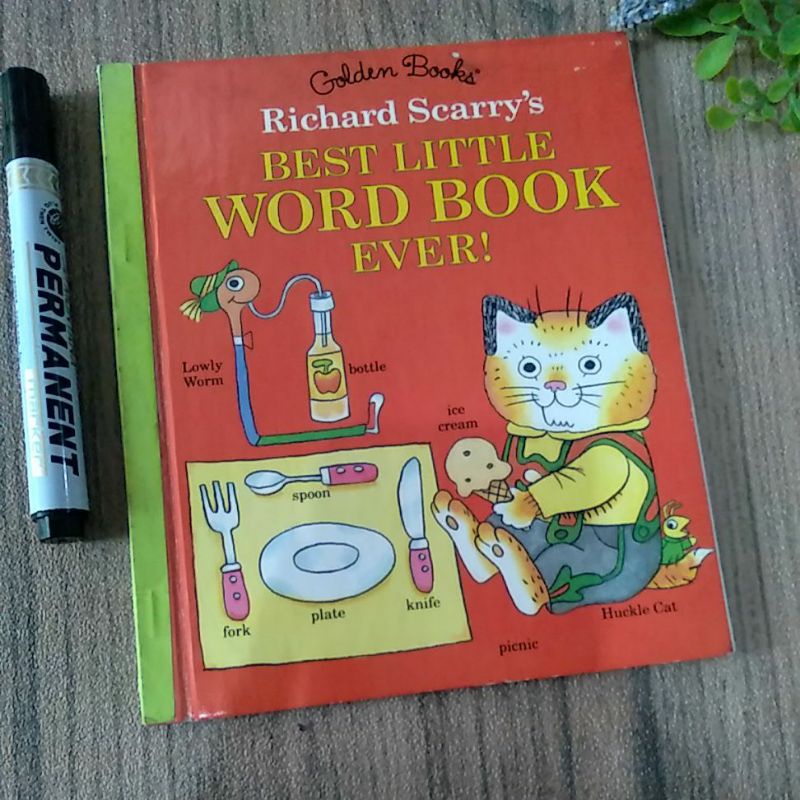 Golden Books®
Richard Scarry's
BEST LITTLE
WORD BOOK
EVER!
Lowly
Worm
bottle
ice
cream
spoon
fork
plate
knife
Huckle Cat
picnic
PERMANENT
marker